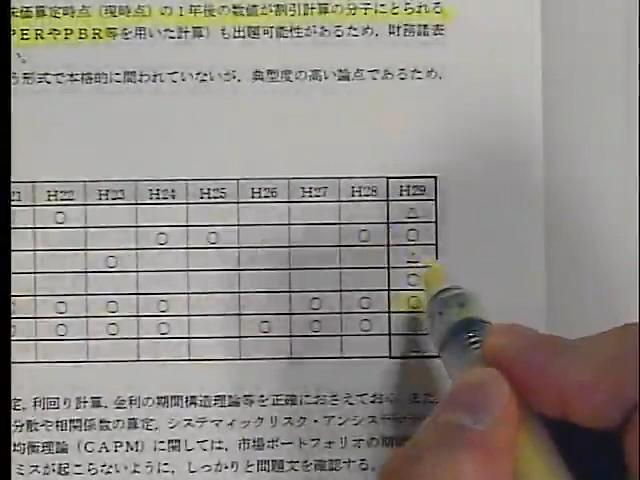 価算定時点（現時点）の１年後の数値が割引計算の分子にとられる
ＰＥＲやＰＢＲ等を用いた計算）も出題可能性があるため，財務諸表
形式で本格的に問われていないが，典型度の高い論点であるため，
H22 H23 H24 H25 H26 H27 H28 H29
○ △
○ ○ ○ ○
○ △
○
○ ○ ○ ○ ○ ○
○ ○ ○ ○ ○ ○
定，利回り計算，金利の期間構造理論等を正確におさえてお
分散や相関係数の算定，システマティックリスク・アンシス
均衡理論（ＣＡＰＭ）に関しては，市場ポートフォリオの
ミスが起こらないように，しっかりと問題文を確認する。